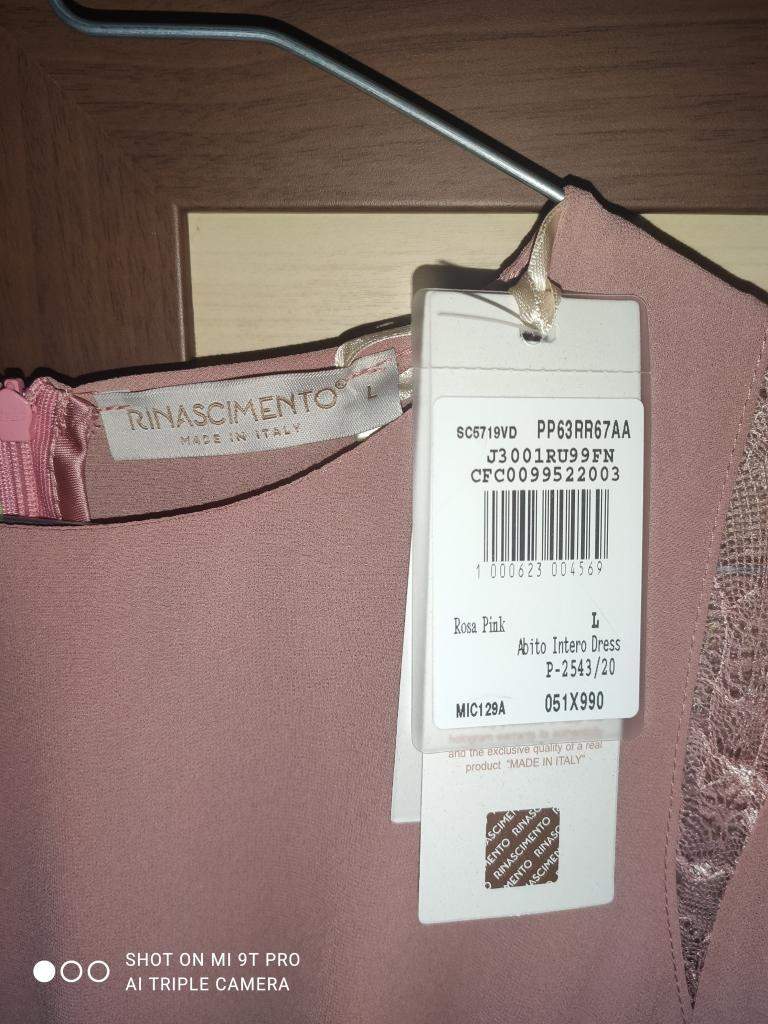 RINASCIMENTO®
MADE IN ITALY
L
SC5719VD PP63RR67AA
J3001RU99FN
CFC0099522003
1 000623 004569
Rosa Pink L
Abito Intero Dress
P-2543/20
MIC129A 051X990
and the exclusive quality of a real
product "MADE IN ITALY"
RINASCIMENTO
SHOT ON MI 9T PRO
AI TRIPLE CAMERA